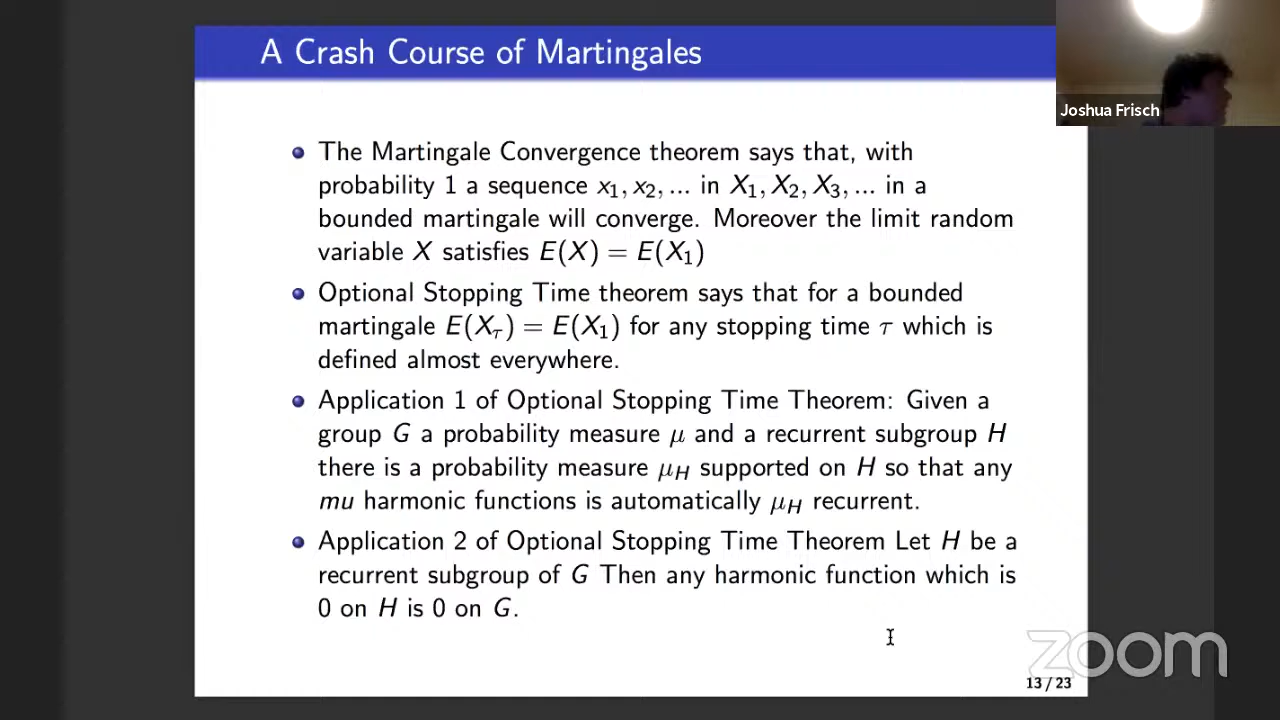 A Crash Course of Martingales
Joshua Frisch
The Martingale Convergence theorem says that, with
probability 1 a sequence x₁, x₂, ... in X₁, X₂, X₃, ... in a
bounded martingale will converge. Moreover the limit random
variable X satisfies E(X) = E(X₁)
Optional Stopping Time theorem says that for a bounded
martingale E(X_τ) = E(X₁) for any stopping time τ which is
defined almost everywhere.
Application 1 of Optional Stopping Time Theorem: Given a
group G a probability measure μ and a recurrent subgroup H
there is a probability measure μ_H supported on H so that any
mu harmonic functions is automatically μ_H recurrent.
Application 2 of Optional Stopping Time Theorem Let H be a
recurrent subgroup of G Then any harmonic function which is
0 on H is 0 on G.
zoom
13 / 23